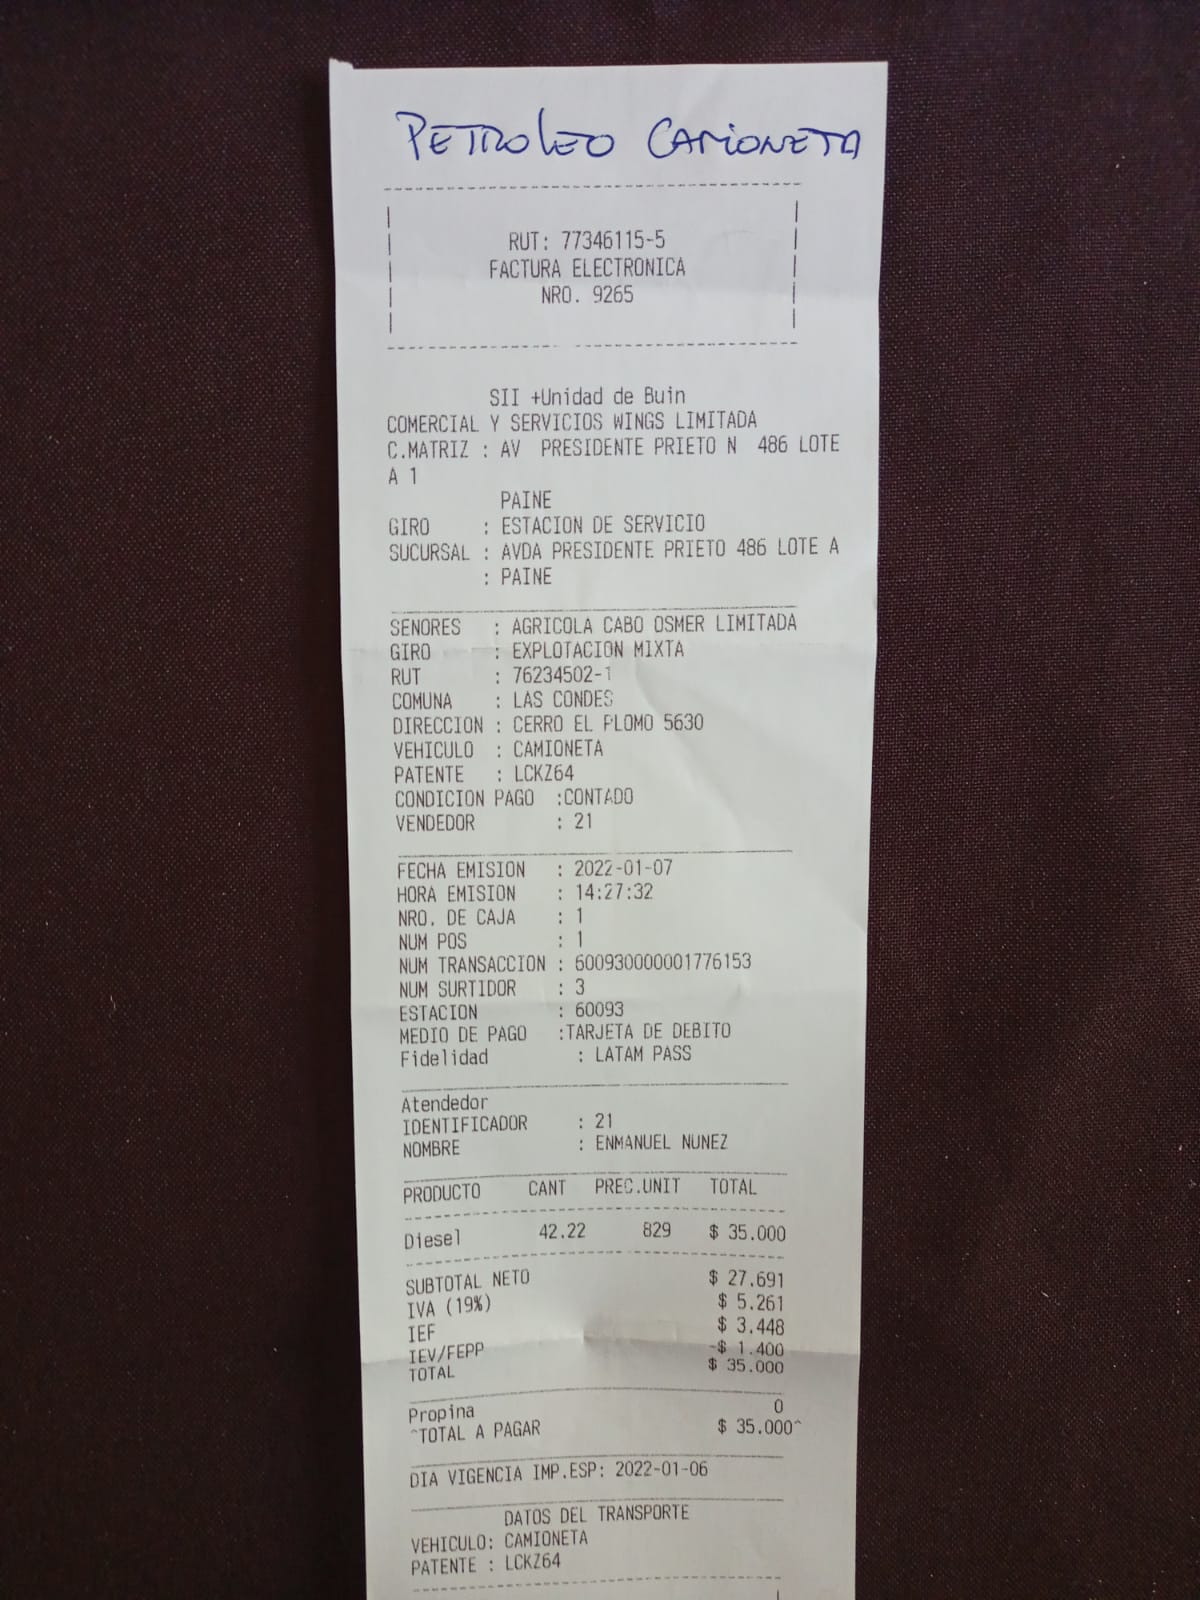 PETROLEO CAMIONETA
RUT: 77346115-5
FACTURA ELECTRONICA
NRO. 9265
SII +Unidad de Buin
COMERCIAL Y SERVICIOS WINGS LIMITADA
C.MATRIZ : AV PRESIDENTE PRIETO N 486 LOTE
A 1
PAINE
GIRO : ESTACION DE SERVICIO
SUCURSAL : AVDA PRESIDENTE PRIETO 486 LOTE A
: PAINE
SENORES : AGRICOLA CABO OSMER LIMITADA
GIRO : EXPLOTACION MIXTA
RUT : 76234502-1
COMUNA : LAS CONDES
DIRECCION : CERRO EL PLOMO 5630
VEHICULO : CAMIONETA
PATENTE : LCKZ64
CONDICION PAGO :CONTADO
VENDEDOR : 21
FECHA EMISION : 2022-01-07
HORA EMISION : 14:27:32
NRO. DE CAJA : 1
NUM POS : 1
NUM TRANSACCION : 600930000001776153
NUM SURTIDOR : 3
ESTACION : 60093
MEDIO DE PAGO :TARJETA DE DEBITO
Fidelidad : LATAM PASS
Atendedor
IDENTIFICADOR : 21
NOMBRE : ENMANUEL NUNEZ
PRODUCTO CANT PREC.UNIT TOTAL
Diesel 42.22 829 $ 35.000
SUBTOTAL NETO $ 27.691
IVA (19%) $ 5.261
IEF $ 3.448
IEV/FEPP -$ 1.400
TOTAL $ 35.000
Propina 0
^TOTAL A PAGAR $ 35.000^
DIA VIGENCIA IMP.ESP: 2022-01-06
DATOS DEL TRANSPORTE
VEHICULO: CAMIONETA
PATENTE : LCKZ64